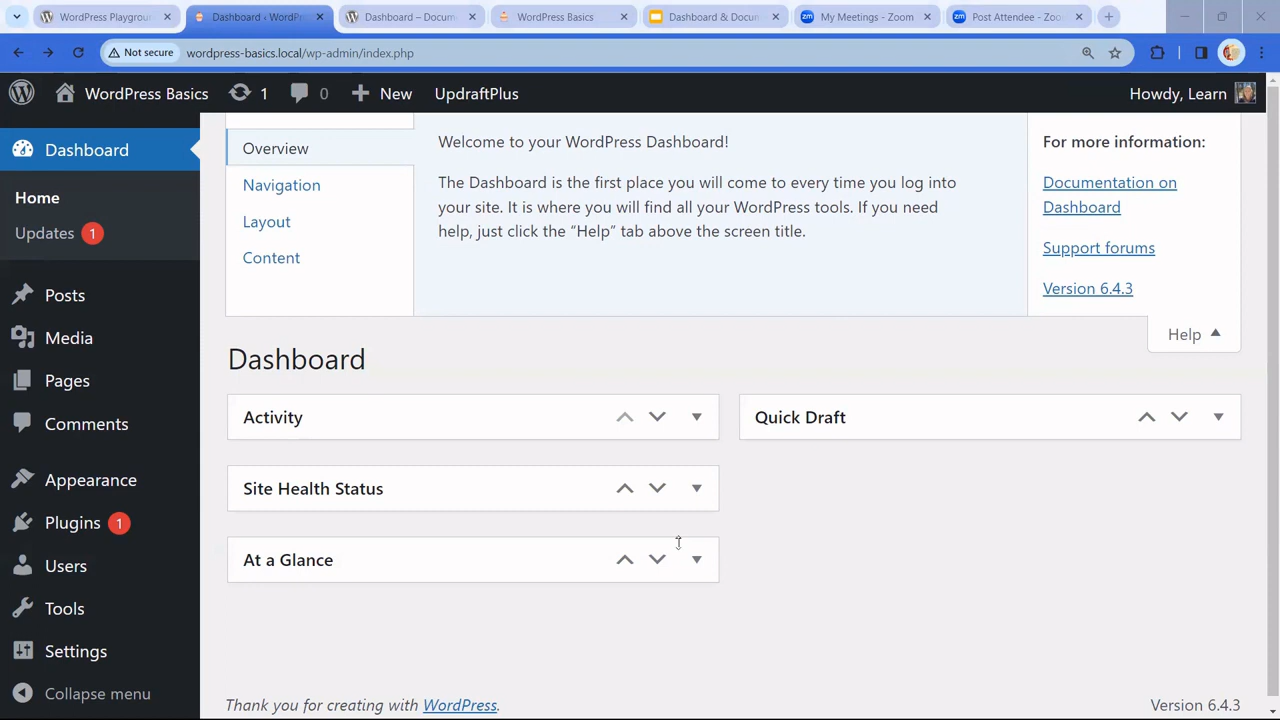 WordPress Playgroun
Dashboard ‹ WordPr
Dashboard – Docum
WordPress Basics
Dashboard & Docum
My Meetings - Zoom
Post Attendee - Zoom
Not secure
wordpress-basics.local/wp-admin/index.php
WordPress Basics
1
0
New
UpdraftPlus
Howdy, Learn
Dashboard
Home
Updates 1
Posts
Media
Pages
Comments
Appearance
Plugins 1
Users
Tools
Settings
Collapse menu
Overview
Navigation
Layout
Content
Welcome to your WordPress Dashboard!
The Dashboard is the first place you will come to every time you log into
your site. It is where you will find all your WordPress tools. If you need
help, just click the “Help” tab above the screen title.
For more information:
Documentation on
Dashboard
Support forums
Version 6.4.3
Help
Dashboard
Activity
Quick Draft
Site Health Status
At a Glance
Thank you for creating with WordPress.
Version 6.4.3